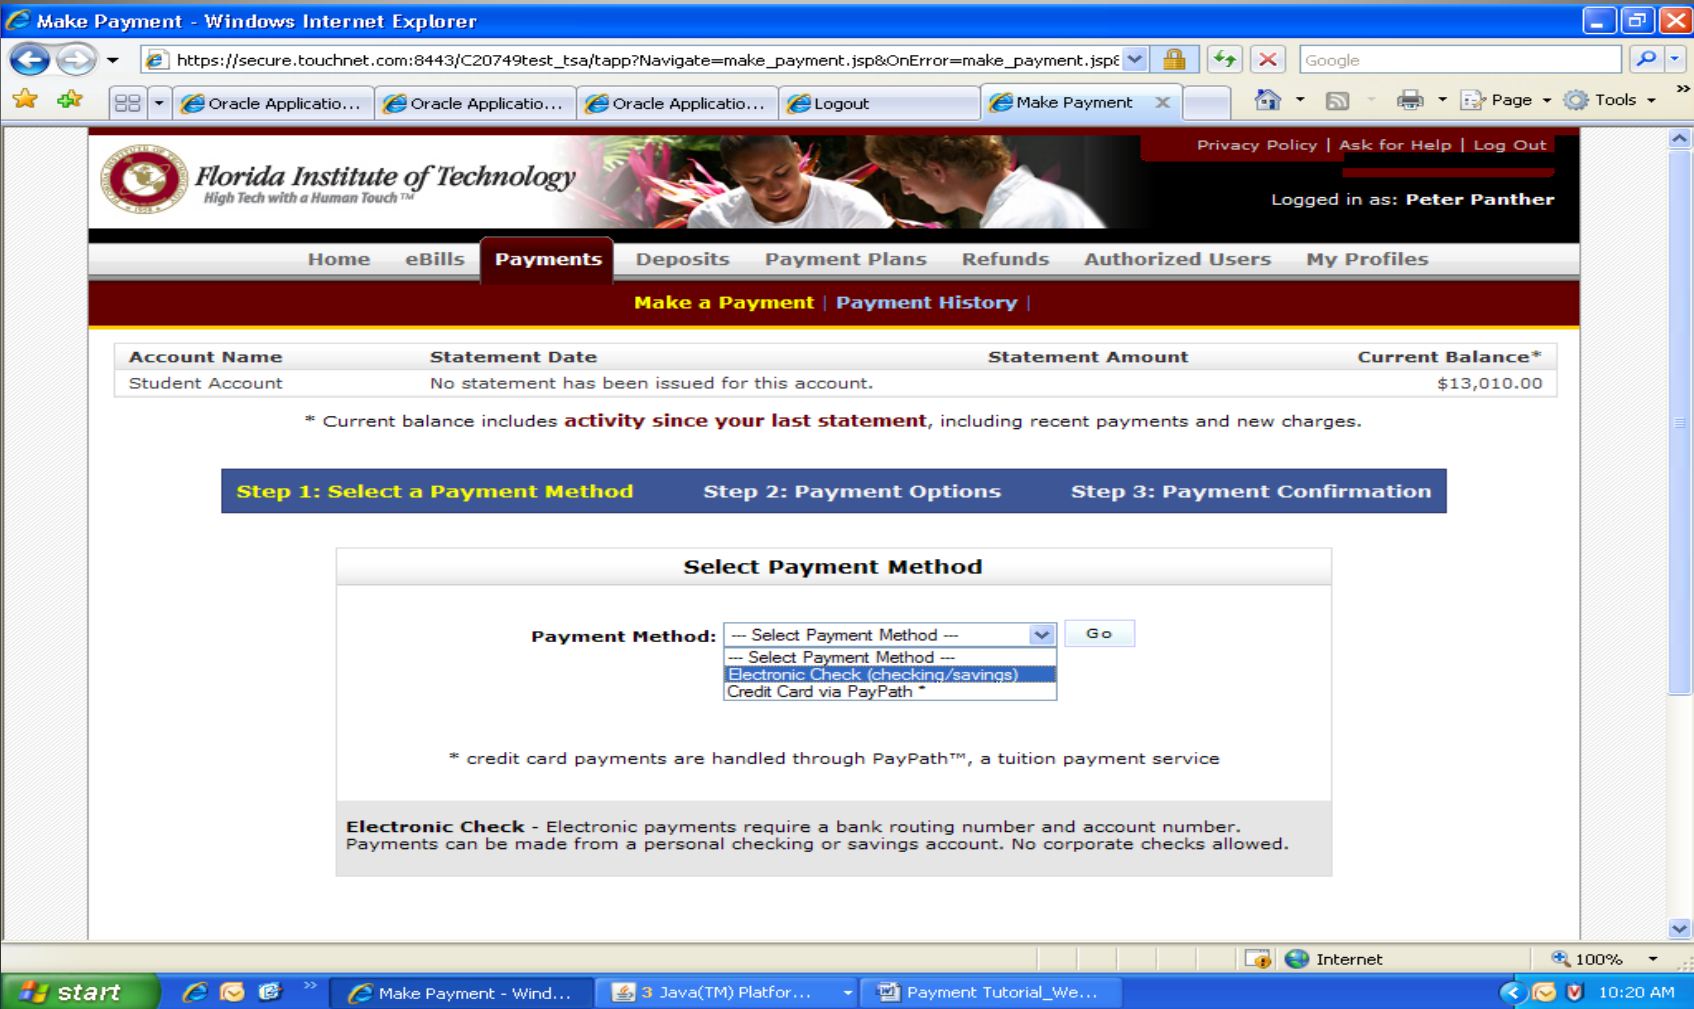 Make Payment - Windows Internet Explorer
https://secure.touchnet.com:8443/C20749test_tsa/tapp?Navigate=make_payment.jsp&OnError=make_payment.jsp
Google
Oracle Applicatio...
Oracle Applicatio...
Oracle Applicatio...
Logout
Make Payment
Page
Tools
Florida Institute of Technology
High Tech with a Human Touch™
Privacy Policy | Ask for Help | Log Out
Logged in as: Peter Panther
Home eBills Payments Deposits Payment Plans Refunds Authorized Users My Profiles
Make a Payment | Payment History |
Account Name Statement Date Statement Amount Current Balance*
Student Account No statement has been issued for this account. $13,010.00
* Current balance includes activity since your last statement, including recent payments and new charges.
Step 1: Select a Payment Method Step 2: Payment Options Step 3: Payment Confirmation
Select Payment Method
Payment Method: --- Select Payment Method --- Go
--- Select Payment Method ---
Electronic Check (checking/savings)
Credit Card via PayPath *
* credit card payments are handled through PayPath™, a tuition payment service
Electronic Check - Electronic payments require a bank routing number and account number.
Payments can be made from a personal checking or savings account. No corporate checks allowed.
Internet 100%
start
Make Payment - Wind...
3 Java(TM) Platfor...
Payment Tutorial_We...
10:20 AM